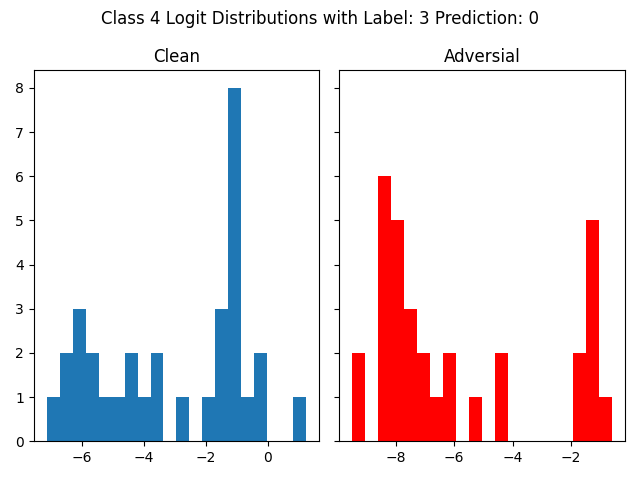 Class 4 Logit Distributions with Label: 3 Prediction: 0
Clean
Adversial
8
7
6
5
4
3
2
1
0
−6 −4 −2 0
−8 −6 −4 −2